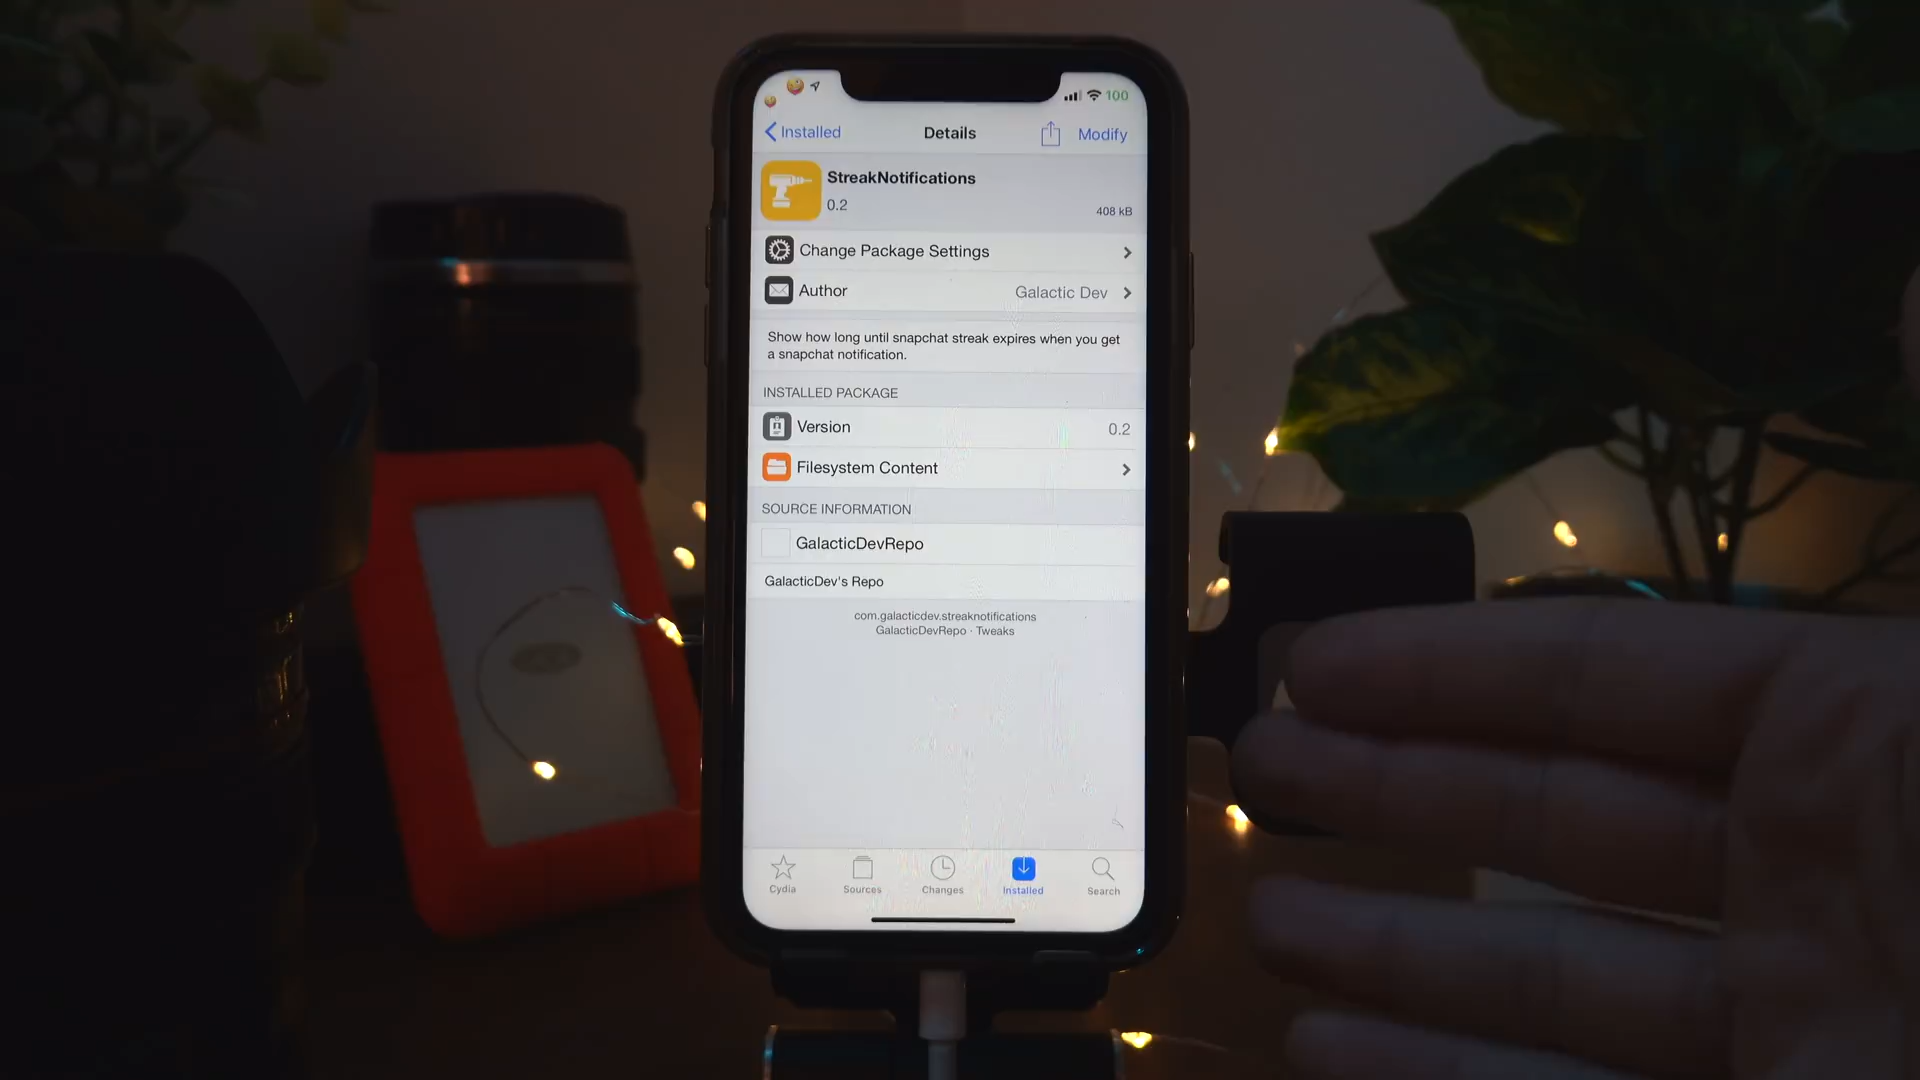 100
Installed
Details
Modify
StreakNotifications
0.2
408 kB
Change Package Settings
Author
Galactic Dev
Show how long until snapchat streak expires when you get
a snapchat notification.
INSTALLED PACKAGE
Version
0.2
Filesystem Content
SOURCE INFORMATION
GalacticDevRepo
GalacticDev's Repo
com.galacticdev.streaknotifications
GalacticDevRepo · Tweaks
Cydia
Sources
Changes
Installed
Search